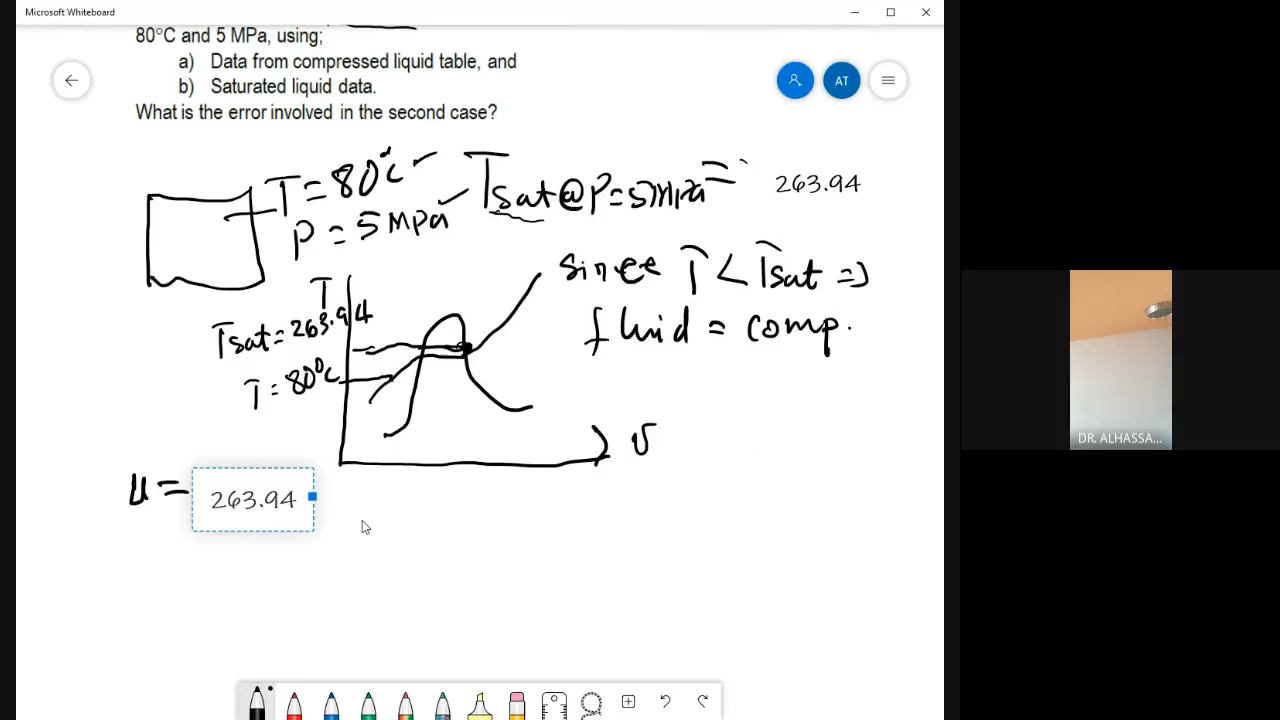 Microsoft Whiteboard
80°C and 5 MPa, using;
a) Data from compressed liquid table, and
b) Saturated liquid data.
What is the error involved in the second case?
AT
T = 80°C
P = 5 MPa
Tsat@P=5MPa =
263.94
since T < Tsat =>
fluid = comp.
T
Tsat = 263.94
T = 80°C
v
u =
263.94
DR. ALHASSA...